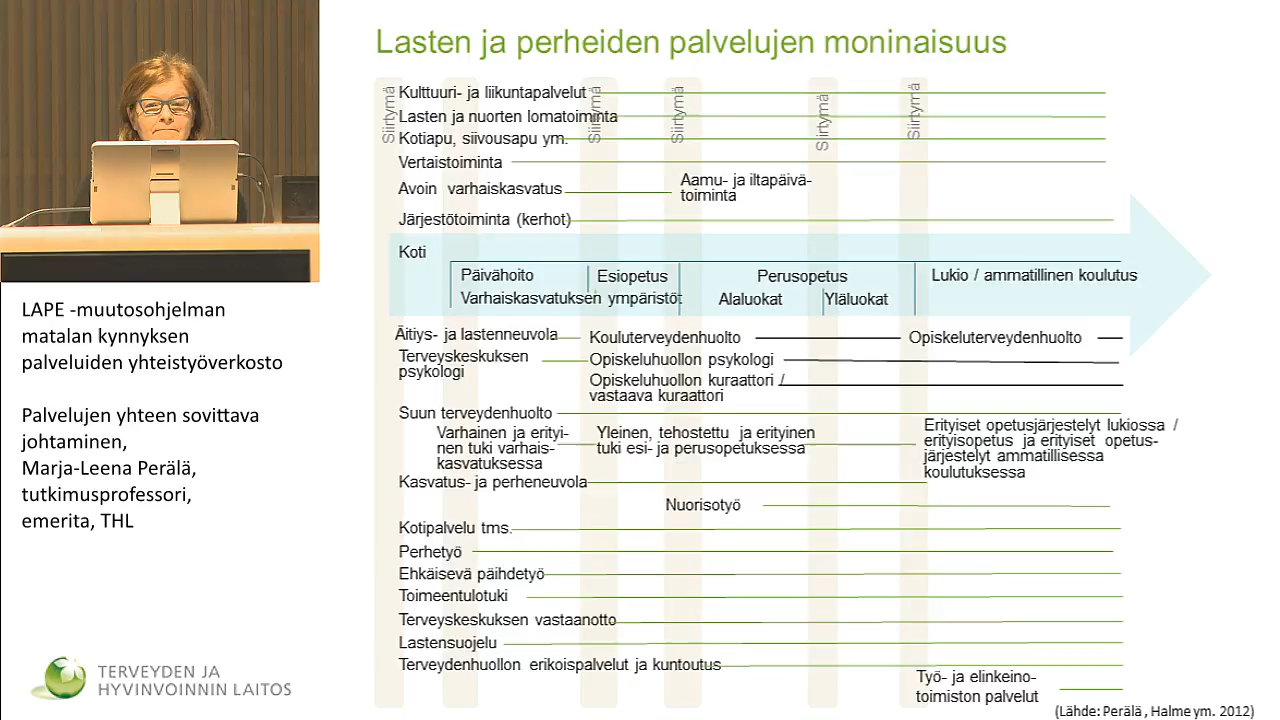 Lasten ja perheiden palvelujen moninaisuus
Siirtymä
Siirtymä
Siirtymä
Siirtymä
Siirtymä
Kulttuuri- ja liikuntapalvelut
Lasten ja nuorten lomatoiminta
Kotiapu, siivousapu ym.
Vertaistoiminta
Avoin varhaiskasvatus
Aamu- ja iltapäivä-
toiminta
Järjestötoiminta (kerhot)
Koti
Päivähoito
Esiopetus
Perusopetus
Lukio / ammatillinen koulutus
Varhaiskasvatuksen ympäristöt
Alaluokat
Yläluokat
Äitiys- ja lastenneuvola
Kouluterveydenhuolto
Opiskeluterveydenhuolto
Terveyskeskuksen
psykologi
Opiskeluhuollon psykologi
Opiskeluhuollon kuraattori /
vastaava kuraattori
Suun terveydenhuolto
Varhainen ja erityi-
nen tuki varhais-
kasvatuksessa
Yleinen, tehostettu ja erityinen
tuki esi- ja perusopetuksessa
Erityiset opetusjärjestelyt lukiossa /
erityisopetus ja erityiset opetus-
järjestelyt ammatillisessa
koulutuksessa
Kasvatus- ja perheneuvola
Nuorisotyö
Kotipalvelu tms.
Perhetyö
Ehkäisevä päihdetyö
Toimeentulotuki
Terveyskeskuksen vastaanotto
Lastensuojelu
Terveydenhuollon erikoispalvelut ja kuntoutus
Työ- ja elinkeino-
toimiston palvelut
(Lähde: Perälä , Halme ym. 2012)
LAPE -muutosohjelman
matalan kynnyksen
palveluiden yhteistyöverkosto
Palvelujen yhteen sovittava
johtaminen,
Marja-Leena Perälä,
tutkimusprofessori,
emerita, THL
TERVEYDEN JA
HYVINVOINNIN LAITOS